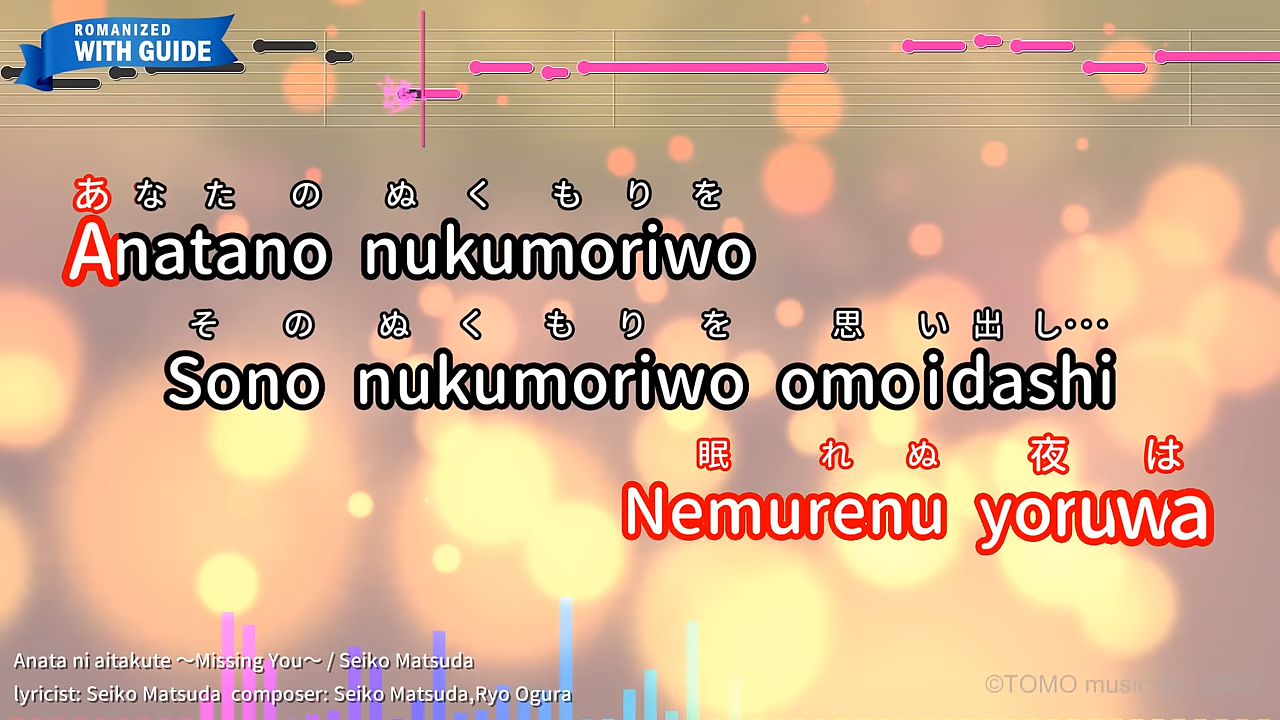 ROMANIZED
WITH GUIDE
あなたのぬくもりを
Anatano nukumoriwo
そのぬくもりを思い出し…
Sono nukumoriwo omoidashi
眠れぬ夜は
Nemurenu yoruwa
Anata ni aitakute ～Missing You～ / Seiko Matsuda
lyricist: Seiko Matsuda composer: Seiko Matsuda,Ryo Ogura
©TOMO music